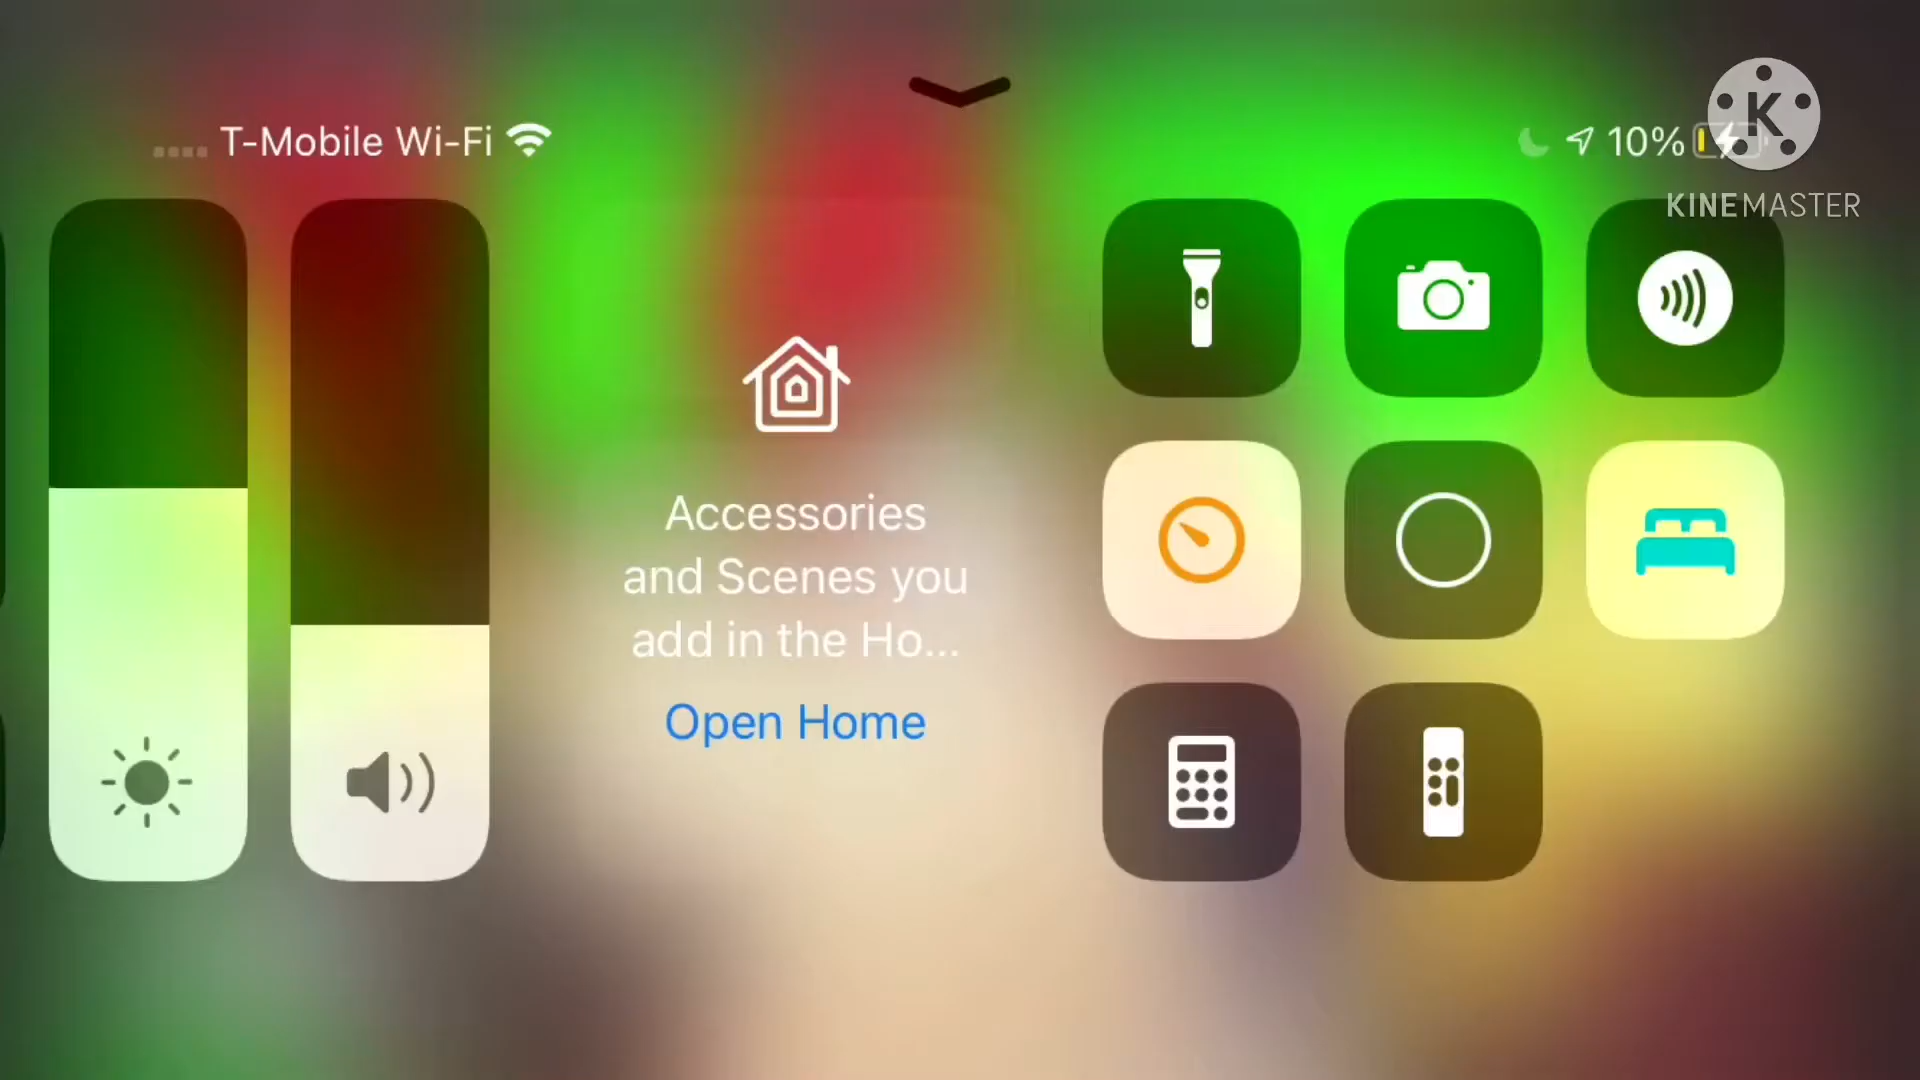 T-Mobile Wi-Fi
10%
K
KINEMASTER
Accessories
and Scenes you
add in the Ho...
Open Home